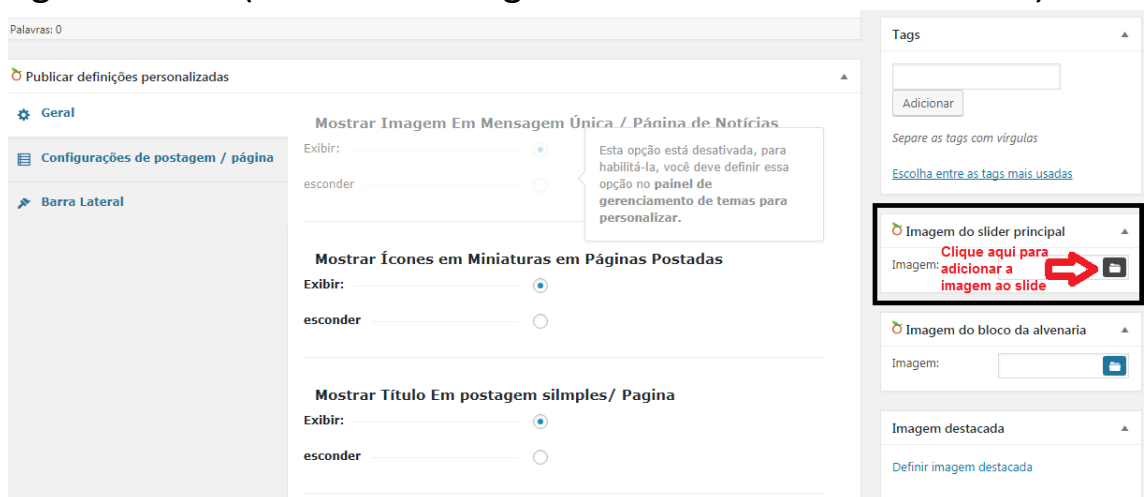 Palavras: 0
Publicar definições personalizadas
Geral
Configurações de postagem / página
Barra Lateral
Mostrar Imagem Em Mensagem Única / Página de Notícias
Exibir:
esconder
Esta opção está desativada, para
habilitá-la, você deve definir essa
opção no painel de
gerenciamento de temas para
personalizar.
Mostrar Ícones em Miniaturas em Páginas Postadas
Exibir:
esconder
Mostrar Título Em postagem silmples/ Pagina
Exibir:
esconder
Tags
Adicionar
Separe as tags com vírgulas
Escolha entre as tags mais usadas
Imagem do slider principal
Imagem:
Clique aqui para
adicionar a
imagem ao slide
Imagem do bloco da alvenaria
Imagem:
Imagem destacada
Definir imagem destacada